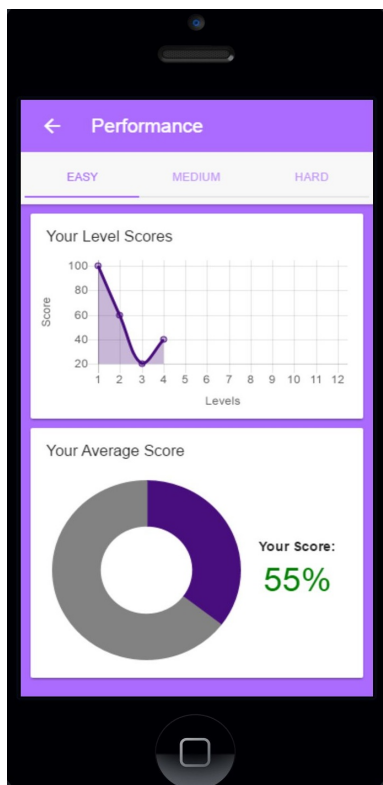 Performance
EASY MEDIUM HARD
Your Level Scores
100
80
60
40
20
Score
1 2 3 4 5 6 7 8 9 10 11 12
Levels
Your Average Score
Your Score:
55%